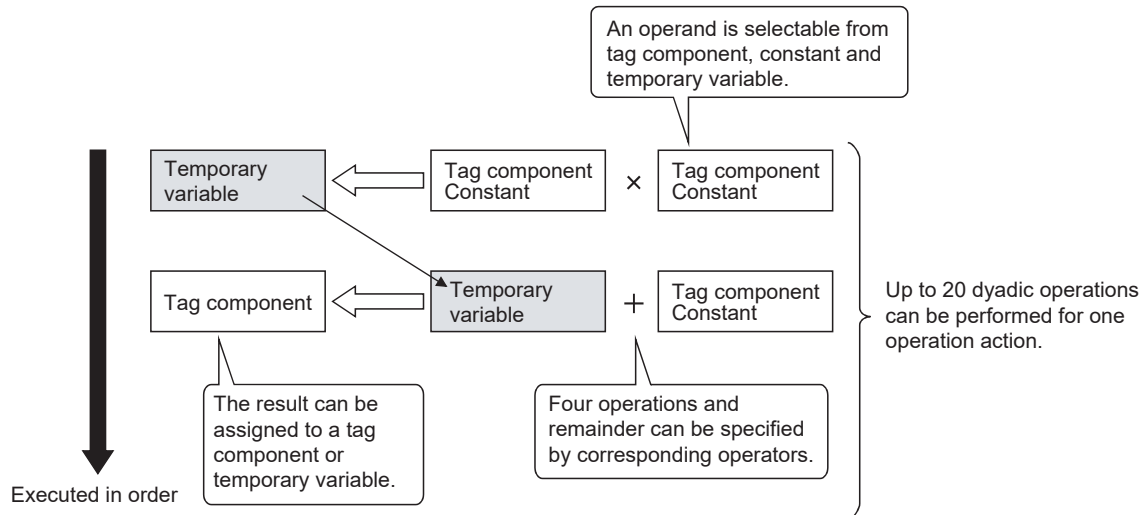 An operand is selectable from
tag component, constant and
temporary variable.
Temporary
variable
Tag component
Constant
×
Tag component
Constant
Tag component
Temporary
variable
+
Tag component
Constant
Up to 20 dyadic operations
can be performed for one
operation action.
The result can be
assigned to a tag
component or
temporary variable.
Four operations and
remainder can be specified
by corresponding operators.
Executed in order